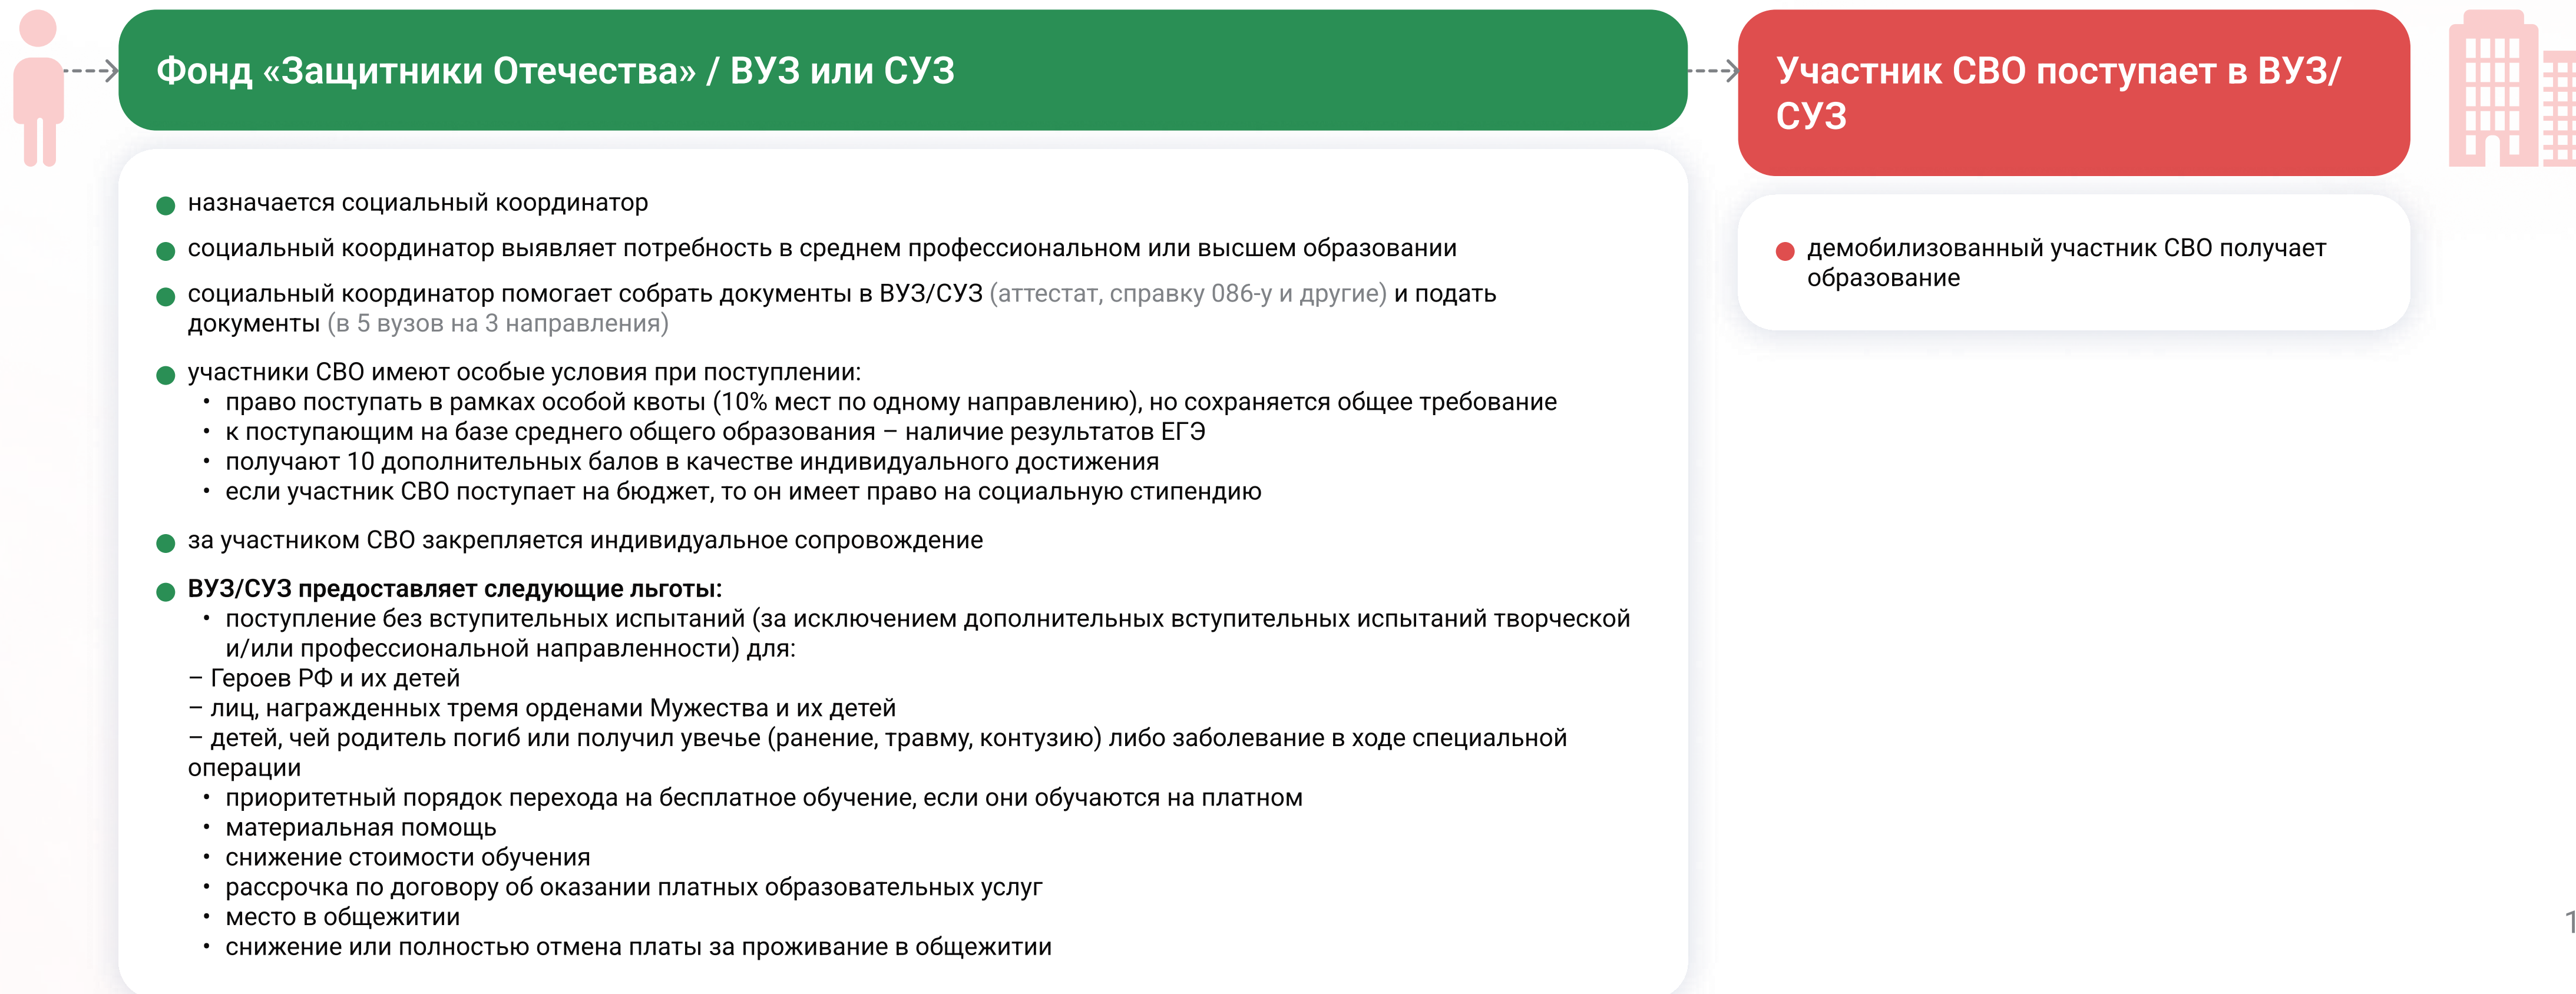 Фонд «Защитники Отечества» / ВУЗ или СУЗ
назначается социальный координатор
социальный координатор выявляет потребность в среднем профессиональном или высшем образовании
социальный координатор помогает собрать документы в ВУЗ/СУЗ (аттестат, справку 086-у и другие) и подать
документы (в 5 вузов на 3 направления)
участники СВО имеют особые условия при поступлении:
• право поступать в рамках особой квоты (10% мест по одному направлению), но сохраняется общее требование
• к поступающим на базе среднего общего образования – наличие результатов ЕГЭ
• получают 10 дополнительных балов в качестве индивидуального достижения
• если участник СВО поступает на бюджет, то он имеет право на социальную стипендию
за участником СВО закрепляется индивидуальное сопровождение
ВУЗ/СУЗ предоставляет следующие льготы:
• поступление без вступительных испытаний (за исключением дополнительных вступительных испытаний творческой
и/или профессиональной направленности) для:
– Героев РФ и их детей
– лиц, награжденных тремя орденами Мужества и их детей
– детей, чей родитель погиб или получил увечье (ранение, травму, контузию) либо заболевание в ходе специальной
операции
• приоритетный порядок перехода на бесплатное обучение, если они обучаются на платном
• материальная помощь
• снижение стоимости обучения
• рассрочка по договору об оказании платных образовательных услуг
• место в общежитии
• снижение или полностью отмена платы за проживание в общежитии
Участник СВО поступает в ВУЗ/
СУЗ
демобилизованный участник СВО получает
образование
1